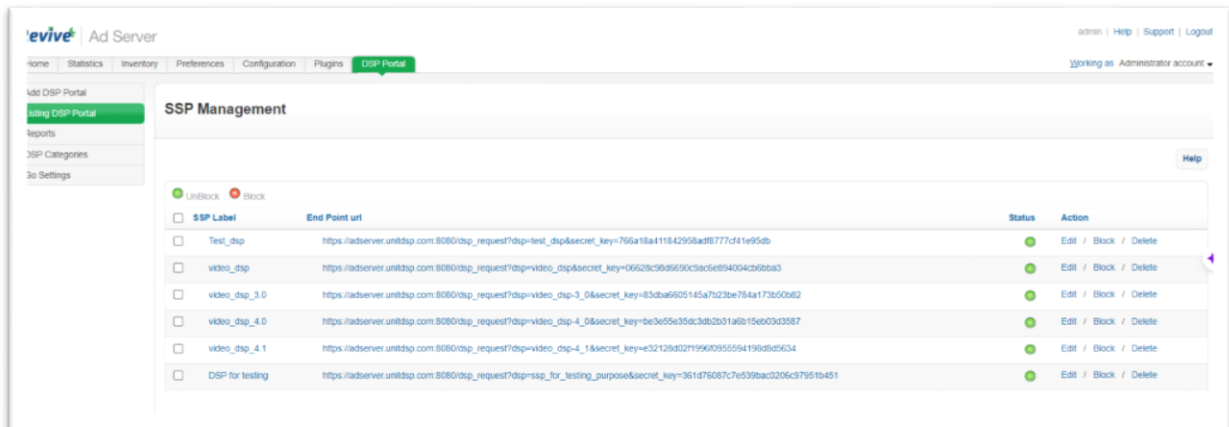 evive Ad Server
admin | Help | Support | Logout
Home Statistics Inventory Preferences Configuration Plugins DSP Portal
Working as Administrator account
Add DSP Portal
Listing DSP Portal
Reports
DSP Categories
Go Settings
SSP Management
Help
UnBlock Block
SSP Label End Point url Status Action
Test_dsp https://adserver.unitdsp.com:8080/dsp_request?dsp=test_dsp&secret_key=766a18a411842958adf8777cf41e95db Edit / Block / Delete
video_dsp https://adserver.unitdsp.com:8080/dsp_request?dsp=video_dsp&secret_key=06628c98d6690c9ac6e894004cb6bba3 Edit / Block / Delete
video_dsp_3.0 https://adserver.unitdsp.com:8080/dsp_request?dsp=video_dsp-3_0&secret_key=83dba6605145a7b23be784a173b50b82 Edit / Block / Delete
video_dsp_4.0 https://adserver.unitdsp.com:8080/dsp_request?dsp=video_dsp-4_0&secret_key=be3e55e35dc3db2b31a6b15eb03d3587 Edit / Block / Delete
video_dsp_4.1 https://adserver.unitdsp.com:8080/dsp_request?dsp=video_dsp-4_1&secret_key=e32128d02f1996f0955594198d8d5634 Edit / Block / Delete
DSP for testing https://adserver.unitdsp.com:8080/dsp_request?dsp=ssp_for_testing_purpose&secret_key=361d76087c7e539bac0206c97951b451 Edit / Block / Delete